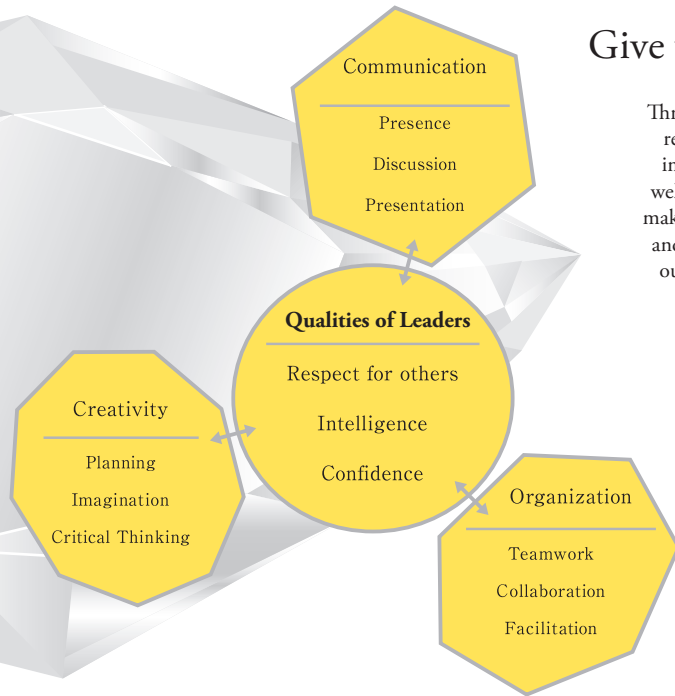 Give
Communication
Presence
Discussion
Presentation
Qualities of Leaders
Respect for others
Intelligence
Confidence
Creativity
Planning
Imagination
Critical Thinking
Organization
Teamwork
Collaboration
Facilitation